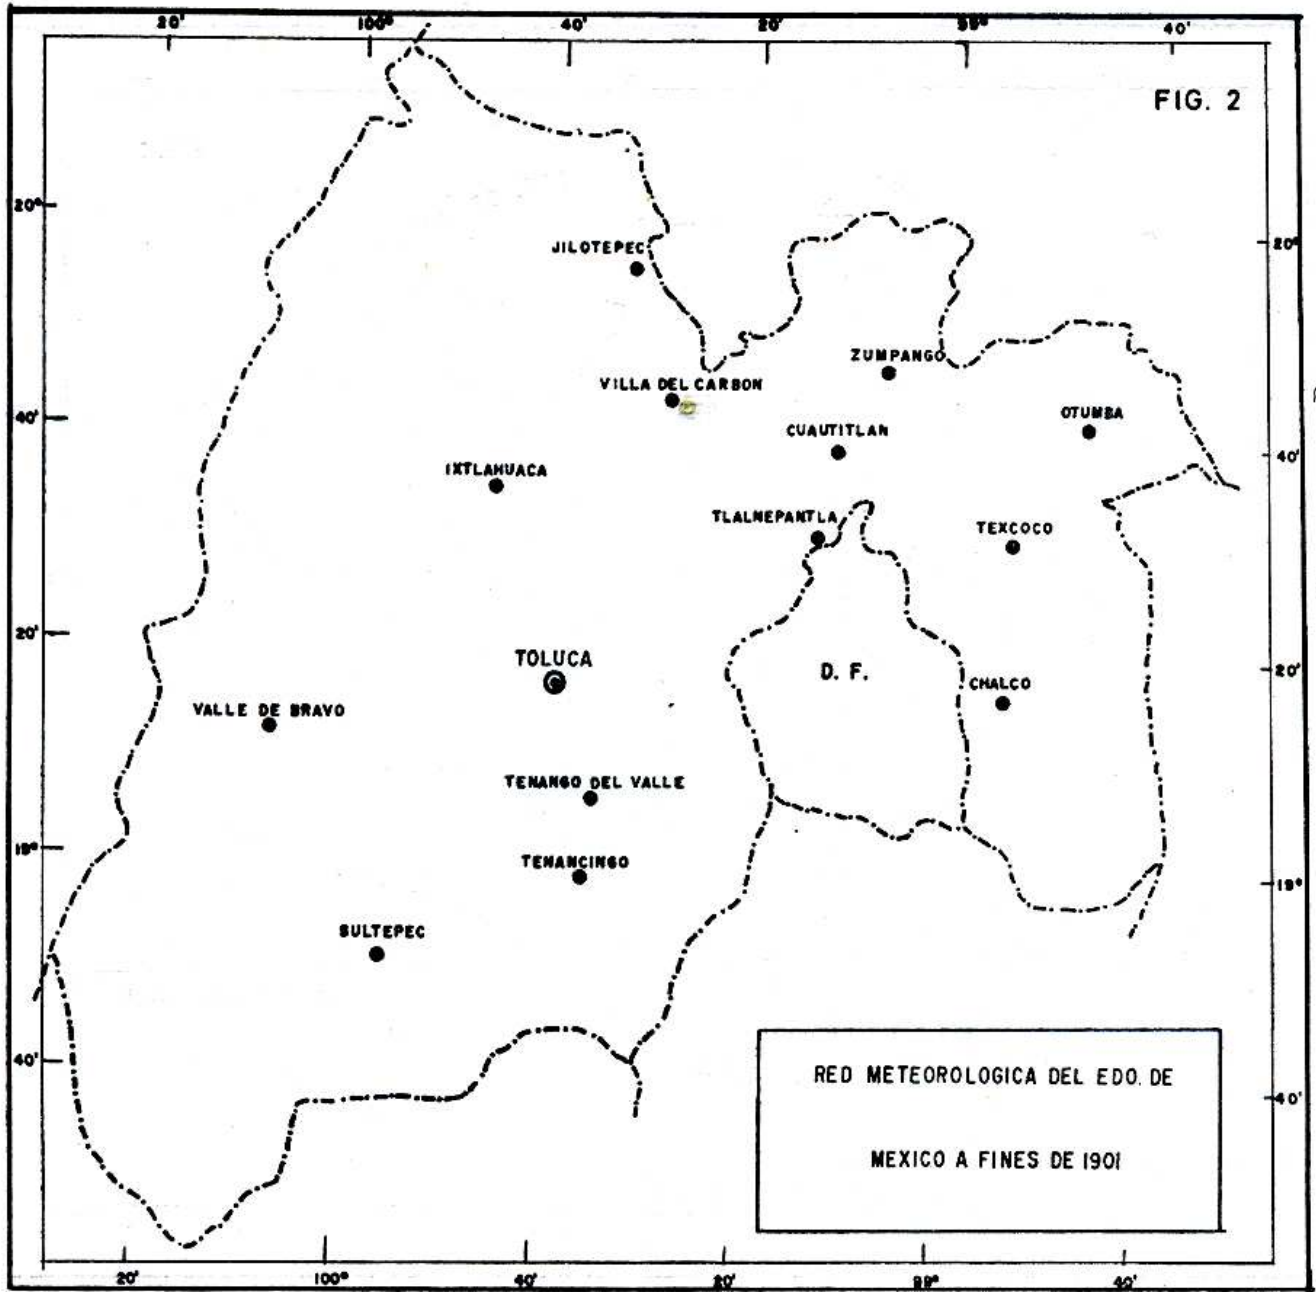 20' 100° 40' 20' 99° 40'
FIG. 2
20°
20°
JILOTEPEC
ZUMPANGO
VILLA DEL CARBON
40'
OTUMBA
CUAUTITLAN
40'
IXTLAHUACA
TLALNEPANTLA
TEXCOCO
20'
TOLUCA
D. F.
20'
CHALCO
VALLE DE BRAVO
TENANGO DEL VALLE
19°
TENANCINGO
19°
SULTEPEC
40'
RED METEOROLOGICA DEL EDO. DE
40'
MEXICO A FINES DE 1901
20' 100° 40' 20' 99° 40'